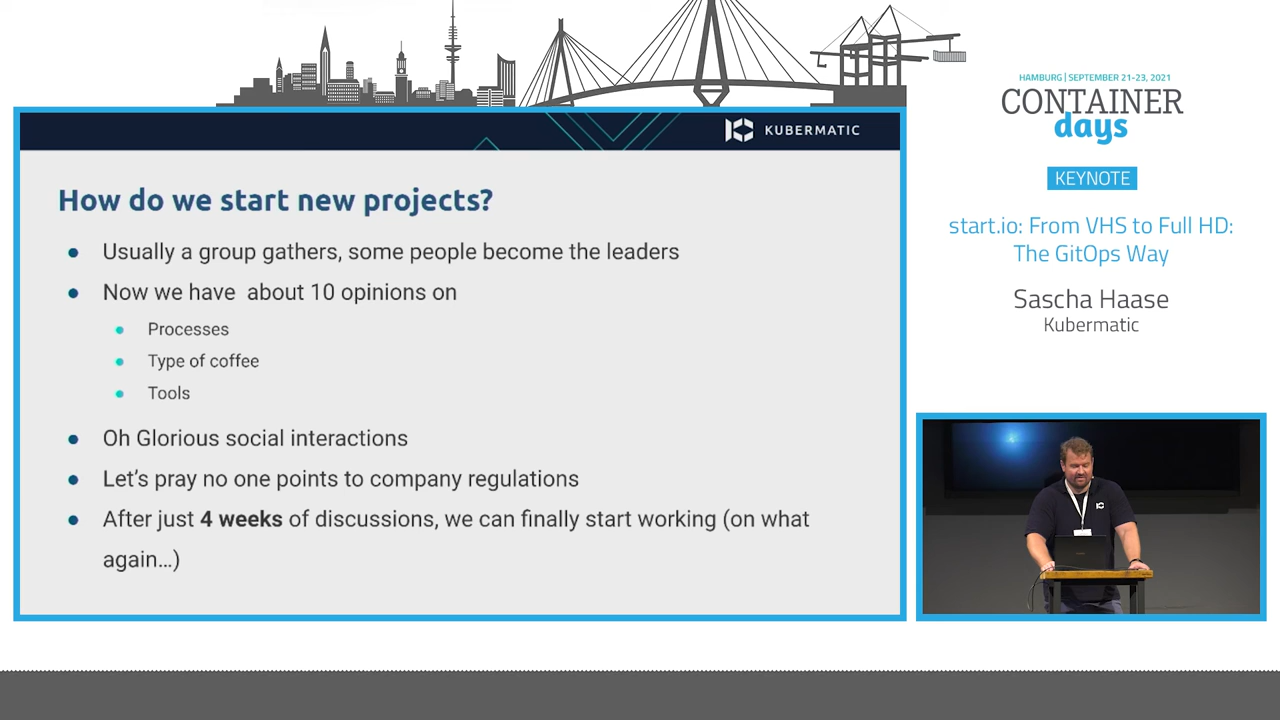 HAMBURG | SEPTEMBER 21-23, 2021
CONTAINER
days
KEYNOTE
start.io: From VHS to Full HD:
The GitOps Way
Sascha Haase
Kubermatic
KUBERMATIC
How do we start new projects?
Usually a group gathers, some people become the leaders
Now we have about 10 opinions on
Processes
Type of coffee
Tools
Oh Glorious social interactions
Let's pray no one points to company regulations
After just 4 weeks of discussions, we can finally start working (on what
again...)